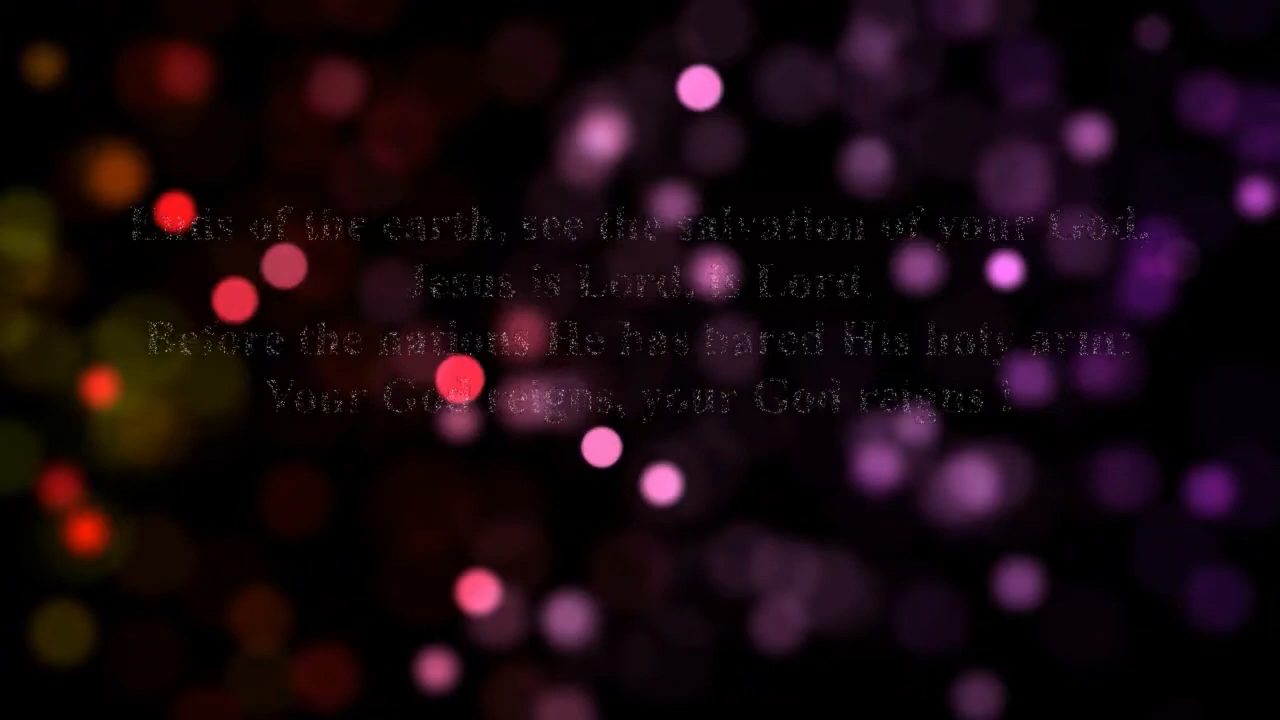 Ends of the earth, see the salvation of your God.
Jesus is Lord, is Lord.
Before the nations He has bared His holy arm:
Your God reigns, your God reigns !